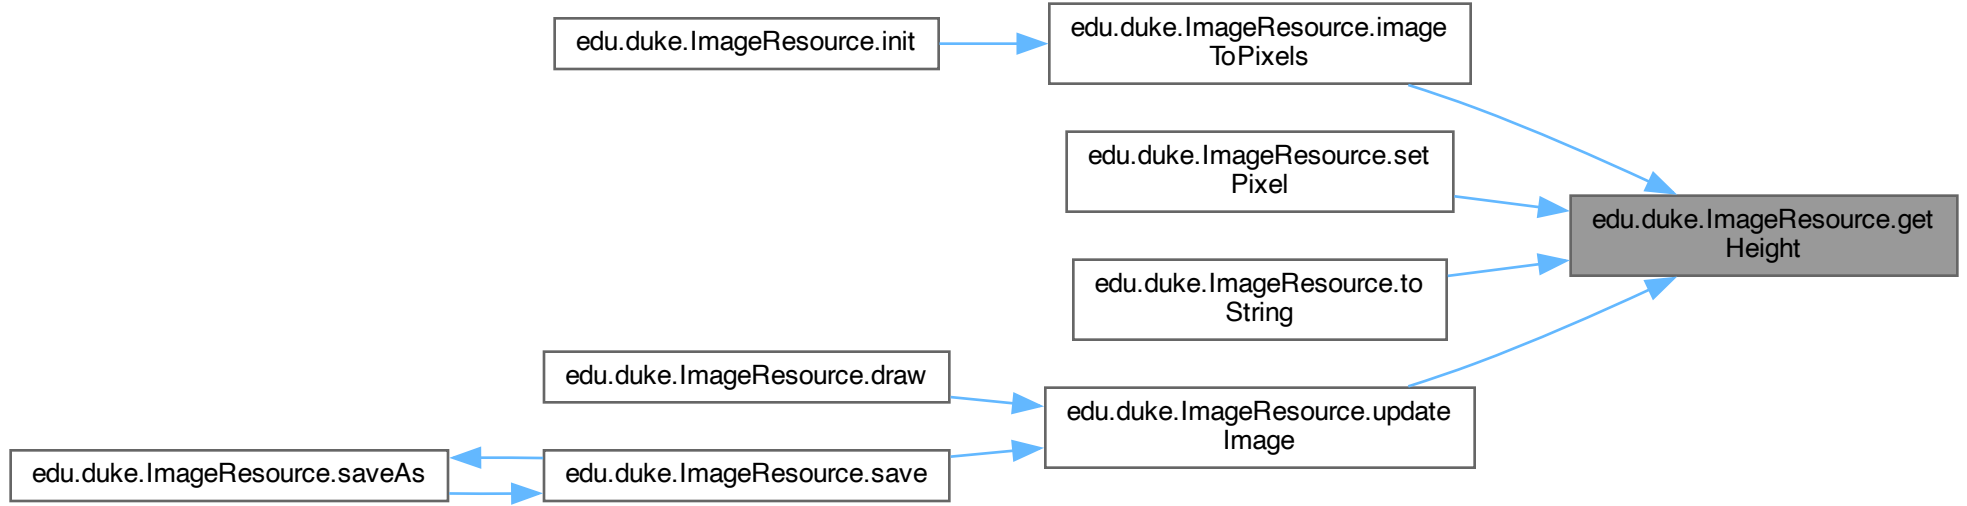 edu.duke.ImageResource.init
edu.duke.ImageResource.image
ToPixels
edu.duke.ImageResource.set
Pixel
edu.duke.ImageResource.get
Height
edu.duke.ImageResource.to
String
edu.duke.ImageResource.draw
edu.duke.ImageResource.update
Image
edu.duke.ImageResource.saveAs
edu.duke.ImageResource.save